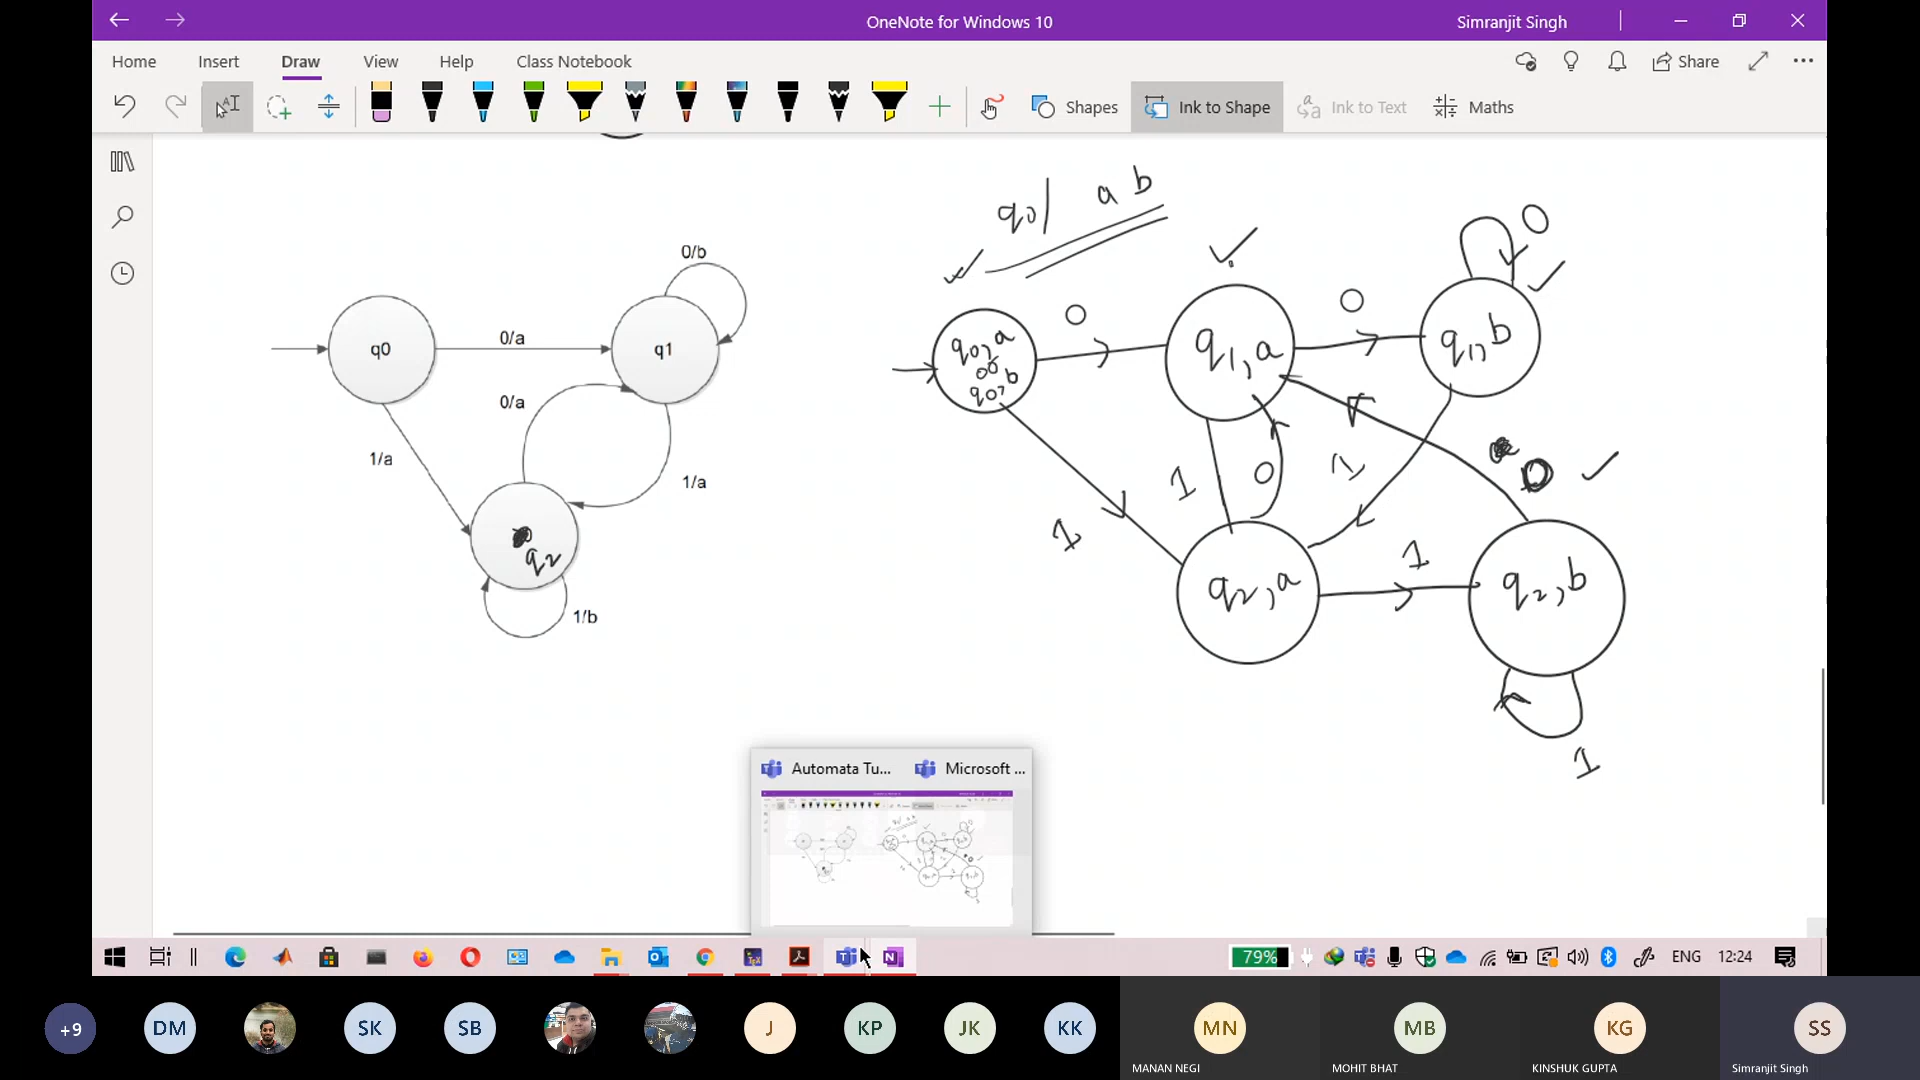 OneNote for Windows 10
Simranjit Singh
Home Insert Draw View Help Class Notebook
Share
Shapes
Ink to Shape
Ink to Text
Maths
q0| a b
0/b
q0
0/a
q1
0/a
1/a
1/a
q2
1/b
q0,a
or
q0,b
0
q1,a
0
q1,b
0
1
0
1
0
1
q2,a
1
q2,b
1
Automata Tu...
Microsoft ...
79%
ENG
12:24
+9
DM
SK
SB
J
KP
JK
KK
MN
MANAN NEGI
MB
MOHIT BHAT
KG
KINSHUK GUPTA
SS
Simranjit Singh